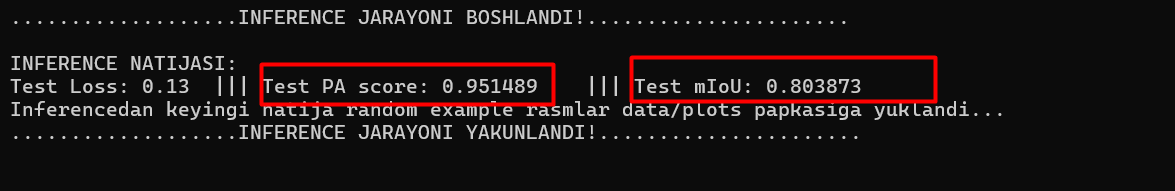 ....................INFERENCE JARAYONI BOSHLANDI!.......................
INFERENCE NATIJASI:
Test Loss: 0.13 ||| Test PA score: 0.951489 ||| Test mIoU: 0.803873
Inferencedan keyingi natija random example rasmlar data/plots papkasiga yuklandi...
....................INFERENCE JARAYONI YAKUNLANDI!.......................